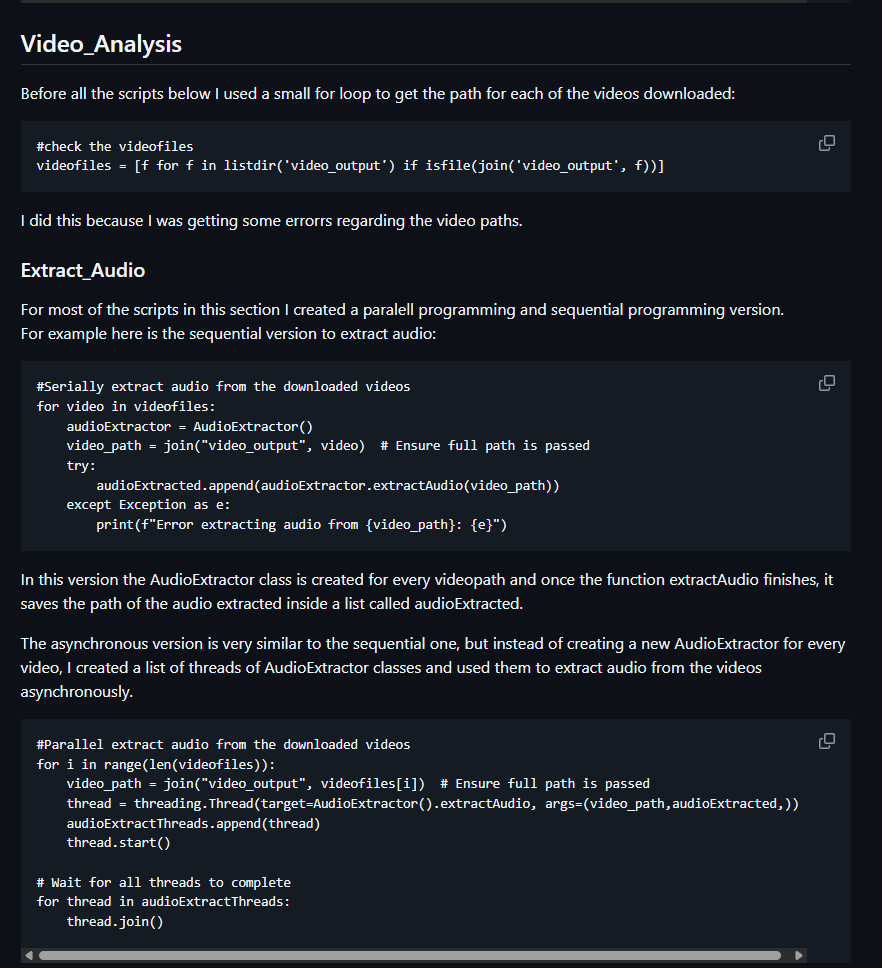 Video_Analysis
Before all the scripts below I used a small for loop to get the path for each of the videos downloaded:
#check the videofiles
videofiles = [f for f in listdir('video_output') if isfile(join('video_output', f))]
I did this because I was getting some errorrs regarding the video paths.
Extract_Audio
For most of the scripts in this section I created a paralell programming and sequential programming version.
For example here is the sequential version to extract audio:
#Serially extract audio from the downloaded videos
for video in videofiles:
    audioExtractor = AudioExtractor()
    video_path = join("video_output", video)  # Ensure full path is passed
    try:
        audioExtracted.append(audioExtractor.extractAudio(video_path))
    except Exception as e:
        print(f"Error extracting audio from {video_path}: {e}")
In this version the AudioExtractor class is created for every videopath and once the function extractAudio finishes, it
saves the path of the audio extracted inside a list called audioExtracted.
The asynchronous version is very similar to the sequential one, but instead of creating a new AudioExtractor for every
video, I created a list of threads of AudioExtractor classes and used them to extract audio from the videos
asynchronously.
#Parallel extract audio from the downloaded videos
for i in range(len(videofiles)):
    video_path = join("video_output", videofiles[i])  # Ensure full path is passed
    thread = threading.Thread(target=AudioExtractor().extractAudio, args=(video_path,audioExtracted,))
    audioExtractThreads.append(thread)
    thread.start()
# Wait for all threads to complete
for thread in audioExtractThreads:
    thread.join()